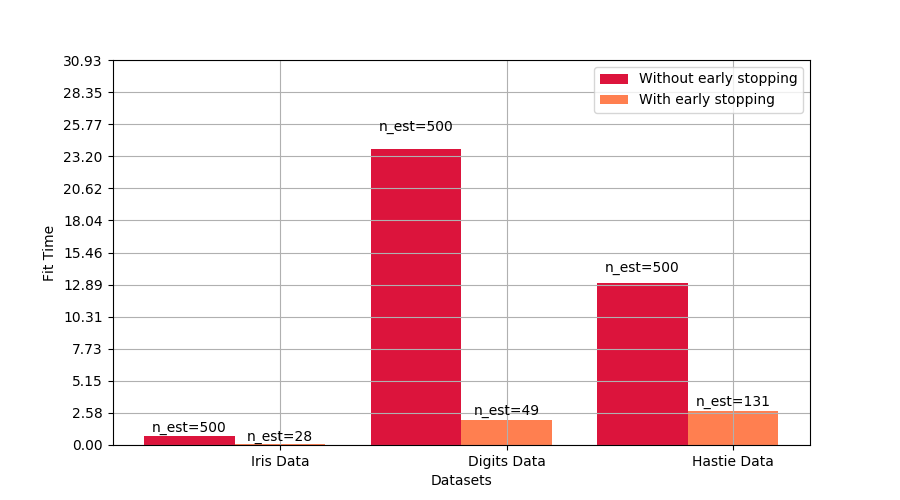 30.93
28.35
25.77
23.20
20.62
18.04
15.46
12.89
10.31
7.73
5.15
2.58
0.00
Fit Time
Without early stopping
With early stopping
n_est=500
n_est=500
n_est=131
n_est=49
n_est=500
n_est=28
Iris Data
Digits Data
Hastie Data
Datasets